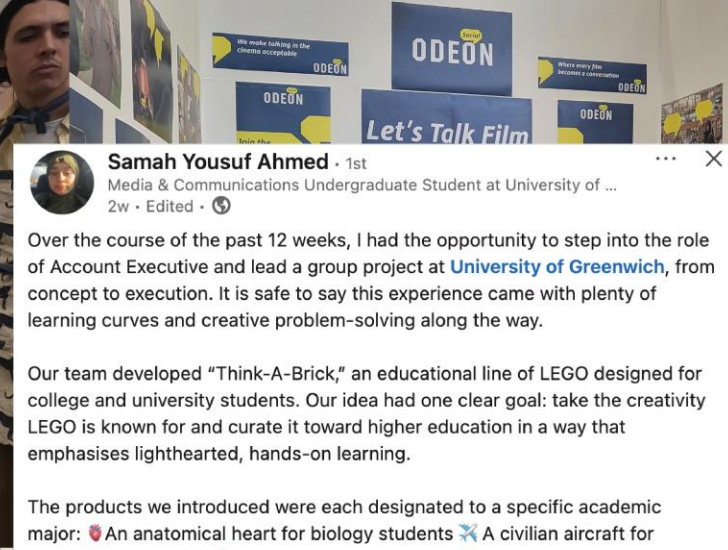 We make talking in the
cinema acceptable
ODEON
Social
ODEON
Where every film
becomes a conversation
ODEON
ODEON
Join the
ODEON
Let's Talk Film
Samah Yousuf Ahmed · 1st
Media & Communications Undergraduate Student at University of ...
2w • Edited •
Over the course of the past 12 weeks, I had the opportunity to step into the role
of Account Executive and lead a group project at University of Greenwich, from
concept to execution. It is safe to say this experience came with plenty of
learning curves and creative problem-solving along the way.
Our team developed “Think-A-Brick,” an educational line of LEGO designed for
college and university students. Our idea had one clear goal: take the creativity
LEGO is known for and curate it toward higher education in a way that
emphasises lighthearted, hands-on learning.
The products we introduced were each designated to a specific academic
major: 🫀An anatomical heart for biology students ✈️ A civilian aircraft for